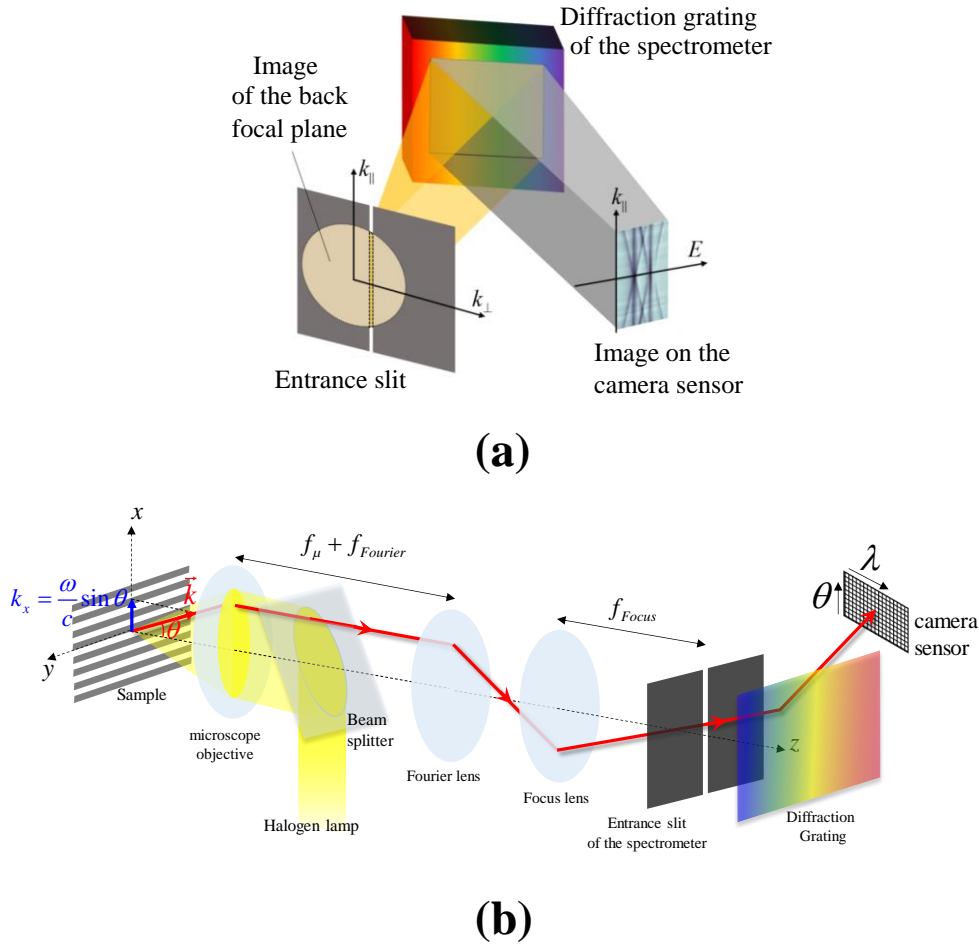 Diffraction grating
of the spectrometer
Image
of the back
focal plane
k∥
k∥
E
k⊥
Entrance slit
Image on the
camera sensor
(a)
x
f_μ + f_Fourier
k_x = ω/c sin θ
k⃗
θ
λ
θ
f_Focus
camera
sensor
y
Sample
z
microscope
objective
Beam
splitter
Fourier lens
Focus lens
Halogen lamp
Entrance slit
of the spectrometer
Diffraction
Grating
(b)